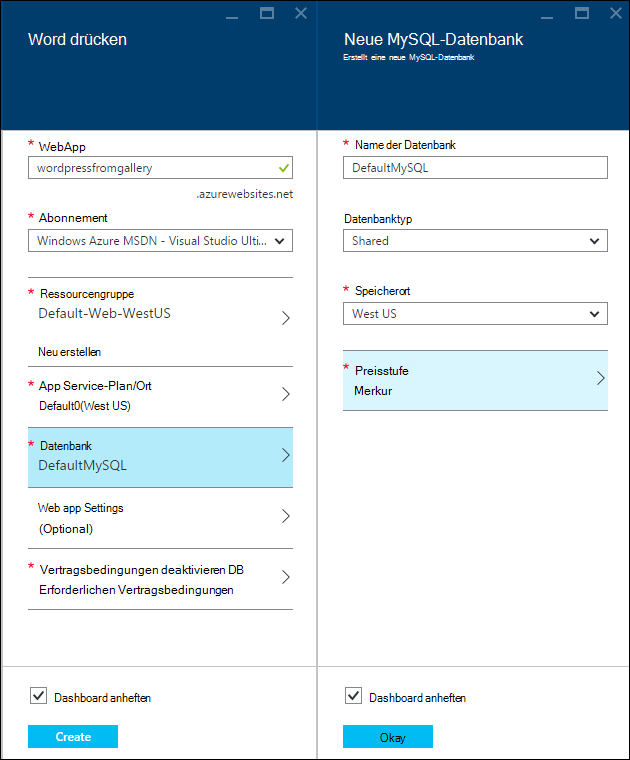 Word drücken
WebApp
wordpressfromgallery
.azurewebsites.net
* Abonnement
Windows Azure MSDN - Visual Studio Ulti...
* Ressourcengruppe
Default-Web-WestUS
Neu erstellen
* App Service-Plan/Ort
Default0(West US)
* Datenbank
DefaultMySQL
Web app Settings
(Optional)
* Vertragsbedingungen deaktivieren DB
Erforderlichen Vertragsbedingungen
Dashboard anheften
Create
Neue MySQL-Datenbank
Erstellt eine neue MySQL-Datenbank
* Name der Datenbank
DefaultMySQL
Datenbanktyp
Shared
* Speicherort
West US
* Preisstufe
Merkur
Dashboard anheften
Okay